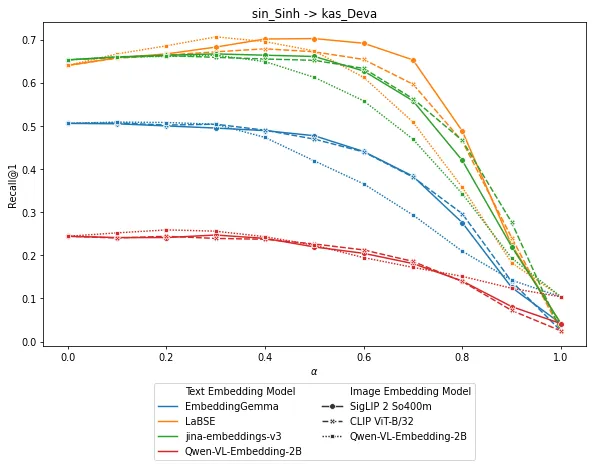 sin_Sinh -> kas_Deva
0.7
0.6
0.5
0.4
0.3
0.2
0.1
0.0
Recall@1
0.0 0.2 0.4 0.6 0.8 1.0
α
Text Embedding Model
EmbeddingGemma
LaBSE
jina-embeddings-v3
Qwen-VL-Embedding-2B
Image Embedding Model
SigLIP 2 So400m
CLIP ViT-B/32
Qwen-VL-Embedding-2B